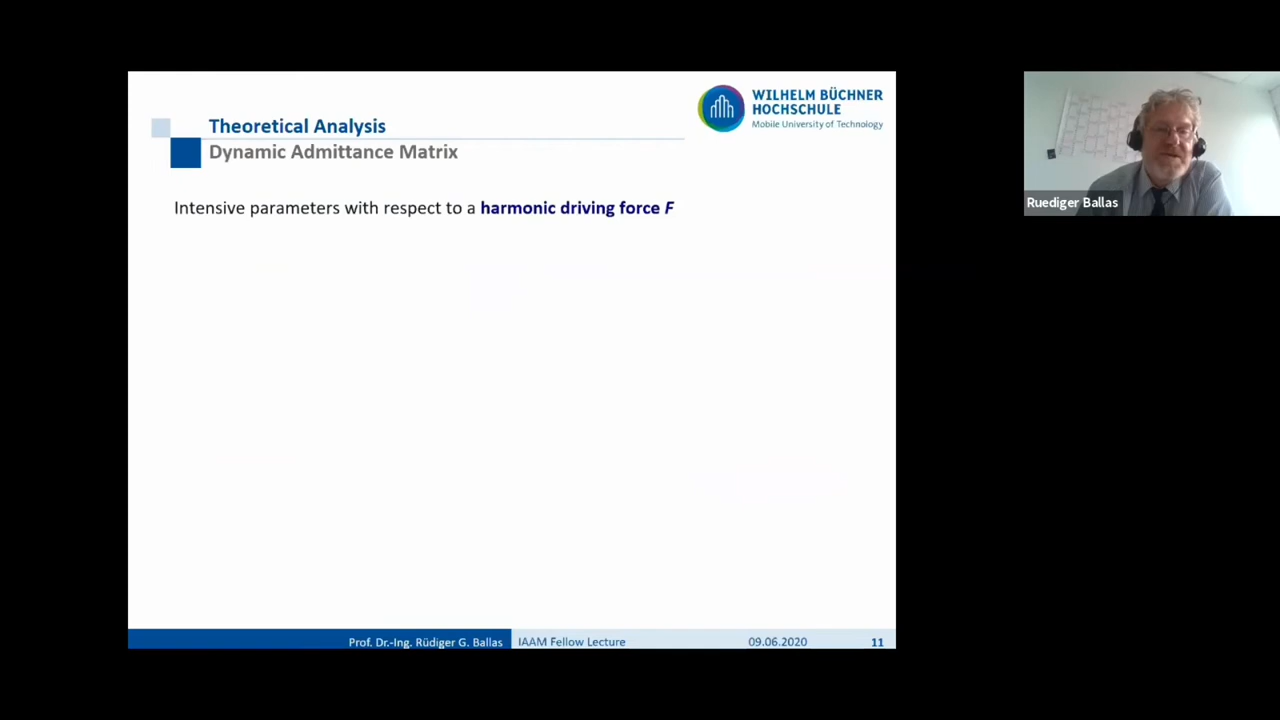 WILHELM BÜCHNER
HOCHSCHULE
Mobile University of Technology
Theoretical Analysis
Dynamic Admittance Matrix
Intensive parameters with respect to a harmonic driving force F
Ruediger Ballas
Prof. Dr.-Ing. Rüdiger G. Ballas IAAM Fellow Lecture 09.06.2020 11